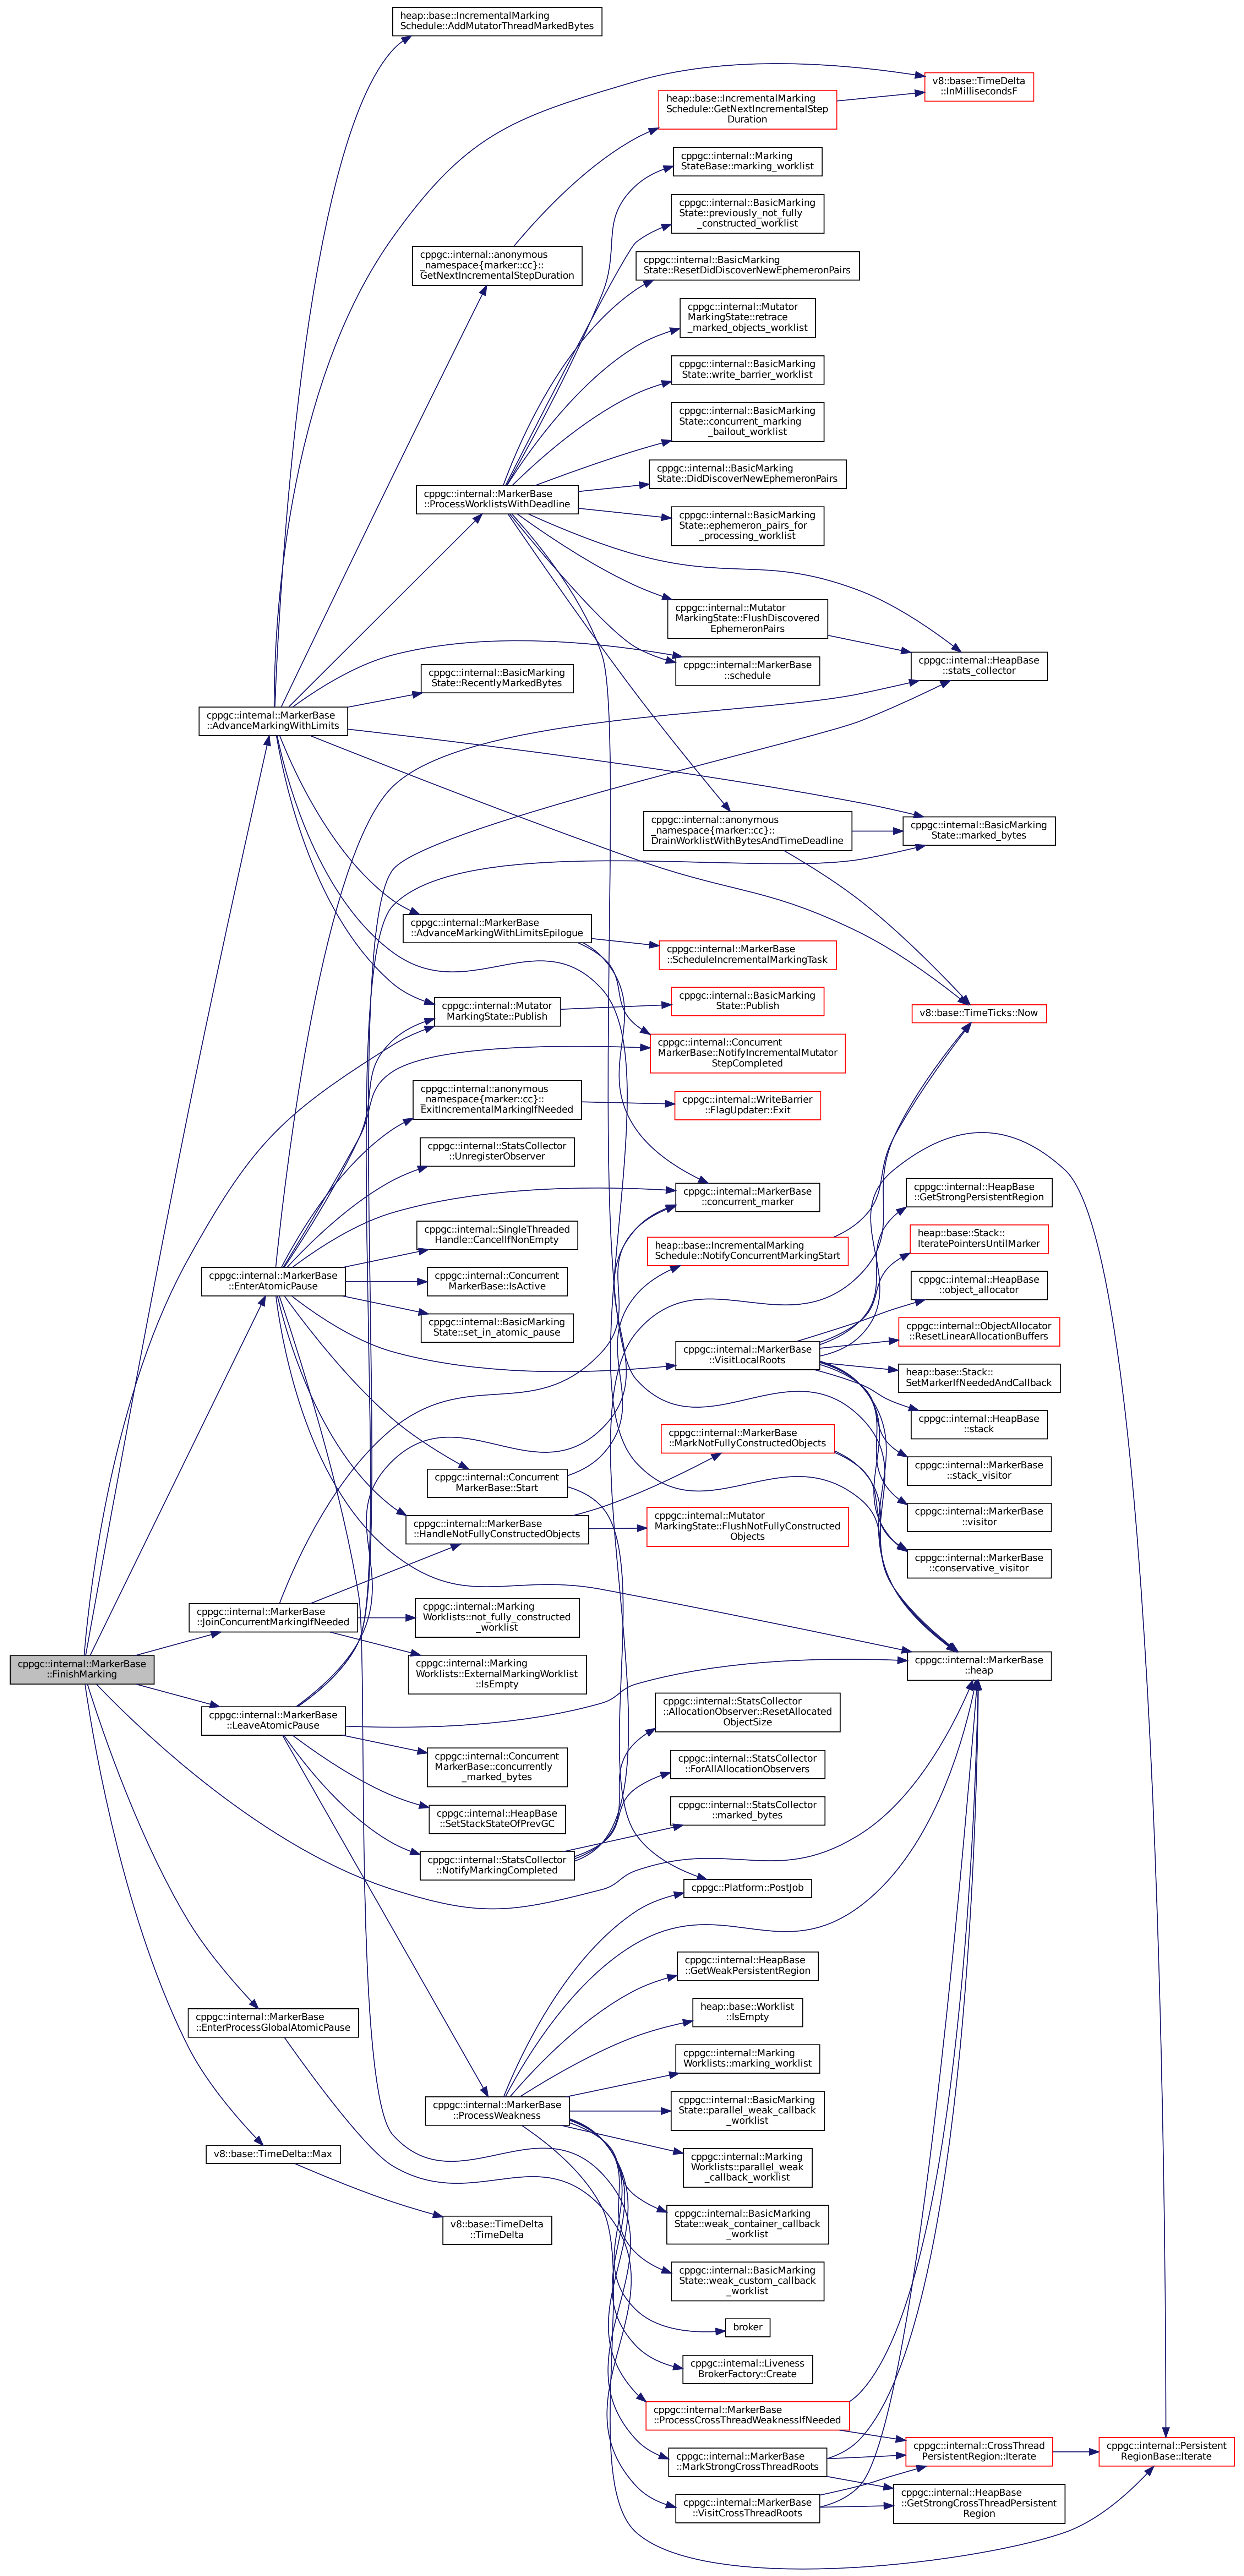 heap::base::IncrementalMarking
Schedule::AddMutatorThreadMarkedBytes
v8::base::TimeDelta
::InMillisecondsF
heap::base::IncrementalMarking
Schedule::GetNextIncrementalStep
Duration
cppgc::internal::Marking
StateBase::marking_worklist
cppgc::internal::BasicMarking
State::previously_not_fully
_constructed_worklist
cppgc::internal::anonymous
_namespace{marker::cc}::
GetNextIncrementalStepDuration
cppgc::internal::BasicMarking
State::ResetDidDiscoverNewEphemeronPairs
cppgc::internal::Mutator
MarkingState::retrace
_marked_objects_worklist
cppgc::internal::BasicMarking
State::write_barrier_worklist
cppgc::internal::BasicMarking
State::concurrent_marking
_bailout_worklist
cppgc::internal::BasicMarking
State::DidDiscoverNewEphemeronPairs
cppgc::internal::MarkerBase
::ProcessWorklistsWithDeadline
cppgc::internal::BasicMarking
State::ephemeron_pairs_for
_processing_worklist
cppgc::internal::Mutator
MarkingState::FlushDiscovered
EphemeronPairs
cppgc::internal::MarkerBase
::schedule
cppgc::internal::HeapBase
::stats_collector
cppgc::internal::BasicMarking
State::RecentlyMarkedBytes
cppgc::internal::MarkerBase
::AdvanceMarkingWithLimits
cppgc::internal::anonymous
_namespace{marker::cc}::
DrainWorklistWithBytesAndTimeDeadline
cppgc::internal::BasicMarking
State::marked_bytes
cppgc::internal::MarkerBase
::AdvanceMarkingWithLimitsEpilogue
cppgc::internal::MarkerBase
::ScheduleIncrementalMarkingTask
cppgc::internal::Mutator
MarkingState::Publish
cppgc::internal::BasicMarking
State::Publish
v8::base::TimeTicks::Now
cppgc::internal::Concurrent
MarkerBase::NotifyIncrementalMutator
StepCompleted
cppgc::internal::anonymous
_namespace{marker::cc}::
ExitIncrementalMarkingIfNeeded
cppgc::internal::WriteBarrier
::FlagUpdater::Exit
cppgc::internal::StatsCollector
::UnregisterObserver
cppgc::internal::MarkerBase
::concurrent_marker
cppgc::internal::HeapBase
::GetStrongPersistentRegion
cppgc::internal::SingleThreaded
Handle::CancelIfNonEmpty
heap::base::IncrementalMarking
Schedule::NotifyConcurrentMarkingStart
heap::base::Stack::
IteratePointersUntilMarker
cppgc::internal::MarkerBase
::EnterAtomicPause
cppgc::internal::Concurrent
MarkerBase::IsActive
cppgc::internal::HeapBase
::object_allocator
cppgc::internal::BasicMarking
State::set_in_atomic_pause
cppgc::internal::ObjectAllocator
::ResetLinearAllocationBuffers
cppgc::internal::MarkerBase
::VisitLocalRoots
heap::base::Stack::
SetMarkerIfNeededAndCallback
cppgc::internal::HeapBase
::stack
cppgc::internal::MarkerBase
::MarkNotFullyConstructedObjects
cppgc::internal::MarkerBase
::stack_visitor
cppgc::internal::Concurrent
MarkerBase::Start
cppgc::internal::MarkerBase
::visitor
cppgc::internal::MarkerBase
::HandleNotFullyConstructedObjects
cppgc::internal::Mutator
MarkingState::FlushNotFullyConstructed
Objects
cppgc::internal::MarkerBase
::conservative_visitor
cppgc::internal::MarkerBase
::JoinConcurrentMarkingIfNeeded
cppgc::internal::Marking
Worklists::not_fully_constructed
_worklist
cppgc::internal::MarkerBase
::FinishMarking
cppgc::internal::Marking
Worklists::ExternalMarkingWorklist
::IsEmpty
cppgc::internal::MarkerBase
::heap
cppgc::internal::MarkerBase
::LeaveAtomicPause
cppgc::internal::StatsCollector
::AllocationObserver::ResetAllocated
ObjectSize
cppgc::internal::Concurrent
MarkerBase::concurrently
_marked_bytes
cppgc::internal::StatsCollector
::ForAllAllocationObservers
cppgc::internal::HeapBase
::SetStackStateOfPrevGC
cppgc::internal::StatsCollector
::marked_bytes
cppgc::internal::StatsCollector
::NotifyMarkingCompleted
cppgc::Platform::PostJob
cppgc::internal::HeapBase
::GetWeakPersistentRegion
heap::base::Worklist
::IsEmpty
cppgc::internal::MarkerBase
::EnterProcessGlobalAtomicPause
cppgc::internal::Marking
Worklists::marking_worklist
cppgc::internal::MarkerBase
::ProcessWeakness
cppgc::internal::BasicMarking
State::parallel_weak_callback
_worklist
v8::base::TimeDelta::Max
cppgc::internal::Marking
Worklists::parallel_weak
_callback_worklist
v8::base::TimeDelta
::TimeDelta
cppgc::internal::BasicMarking
State::weak_container_callback
_worklist
cppgc::internal::BasicMarking
State::weak_custom_callback
_worklist
broker
cppgc::internal::Liveness
BrokerFactory::Create
cppgc::internal::MarkerBase
::ProcessCrossThreadWeaknessIfNeeded
cppgc::internal::MarkerBase
::MarkStrongCrossThreadRoots
cppgc::internal::CrossThread
PersistentRegion::Iterate
cppgc::internal::Persistent
RegionBase::Iterate
cppgc::internal::MarkerBase
::VisitCrossThreadRoots
cppgc::internal::HeapBase
::GetStrongCrossThreadPersistent
Region